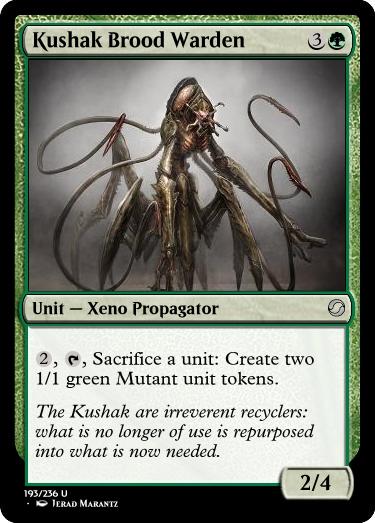 Kushak Brood Warden 3
Unit — Xeno Propagator
2, Sacrifice a unit: Create two
1/1 green Mutant unit tokens.
The Kushak are irreverent recyclers:
what is no longer of use is repurposed
into what is now needed.
2/4
193/236 U
· Jerad Marantz